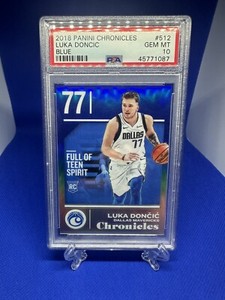 2018 PANINI CHRONICLES #512
LUKA DONCIC GEM MT
BLUE 10
PSA 45771087
77
FULL OF
TEEN
SPIRIT
RC
DALLAS
77
LUKA DONČIĆ
DALLAS MAVERICKS
Chronicles